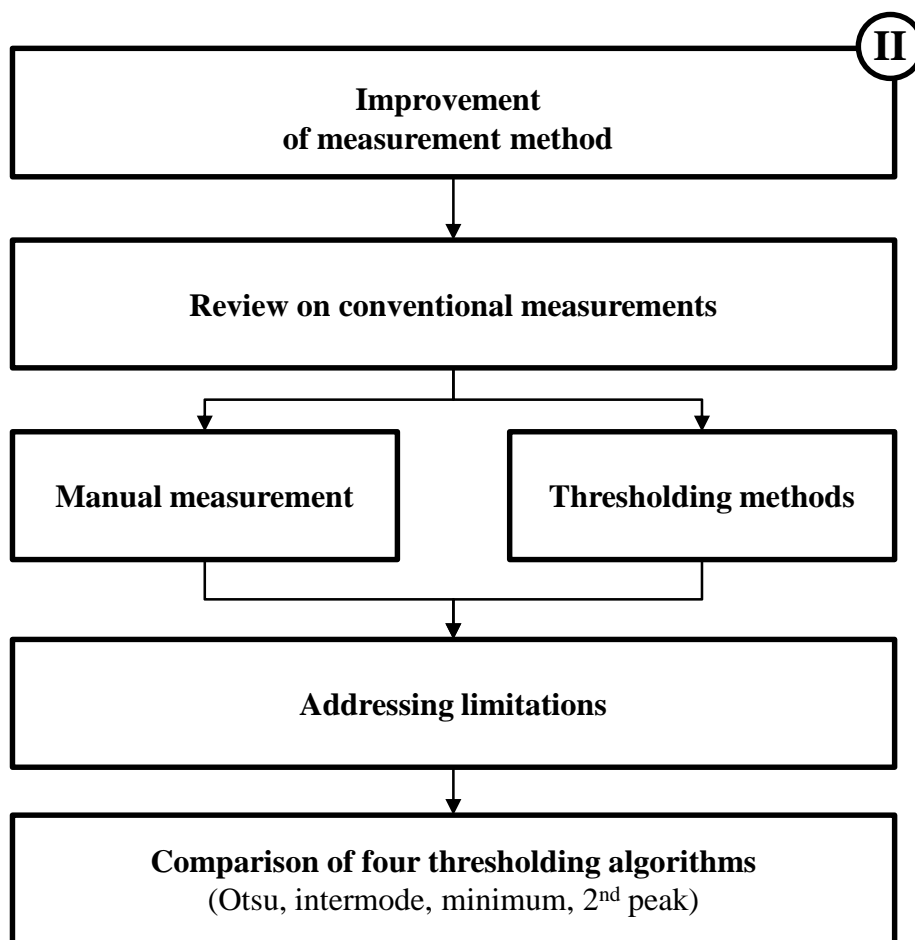 II
Improvement
of measurement method
Review on conventional measurements
Manual measurement
Thresholding methods
Addressing limitations
Comparison of four thresholding algorithms
(Otsu, intermode, minimum, 2nd peak)